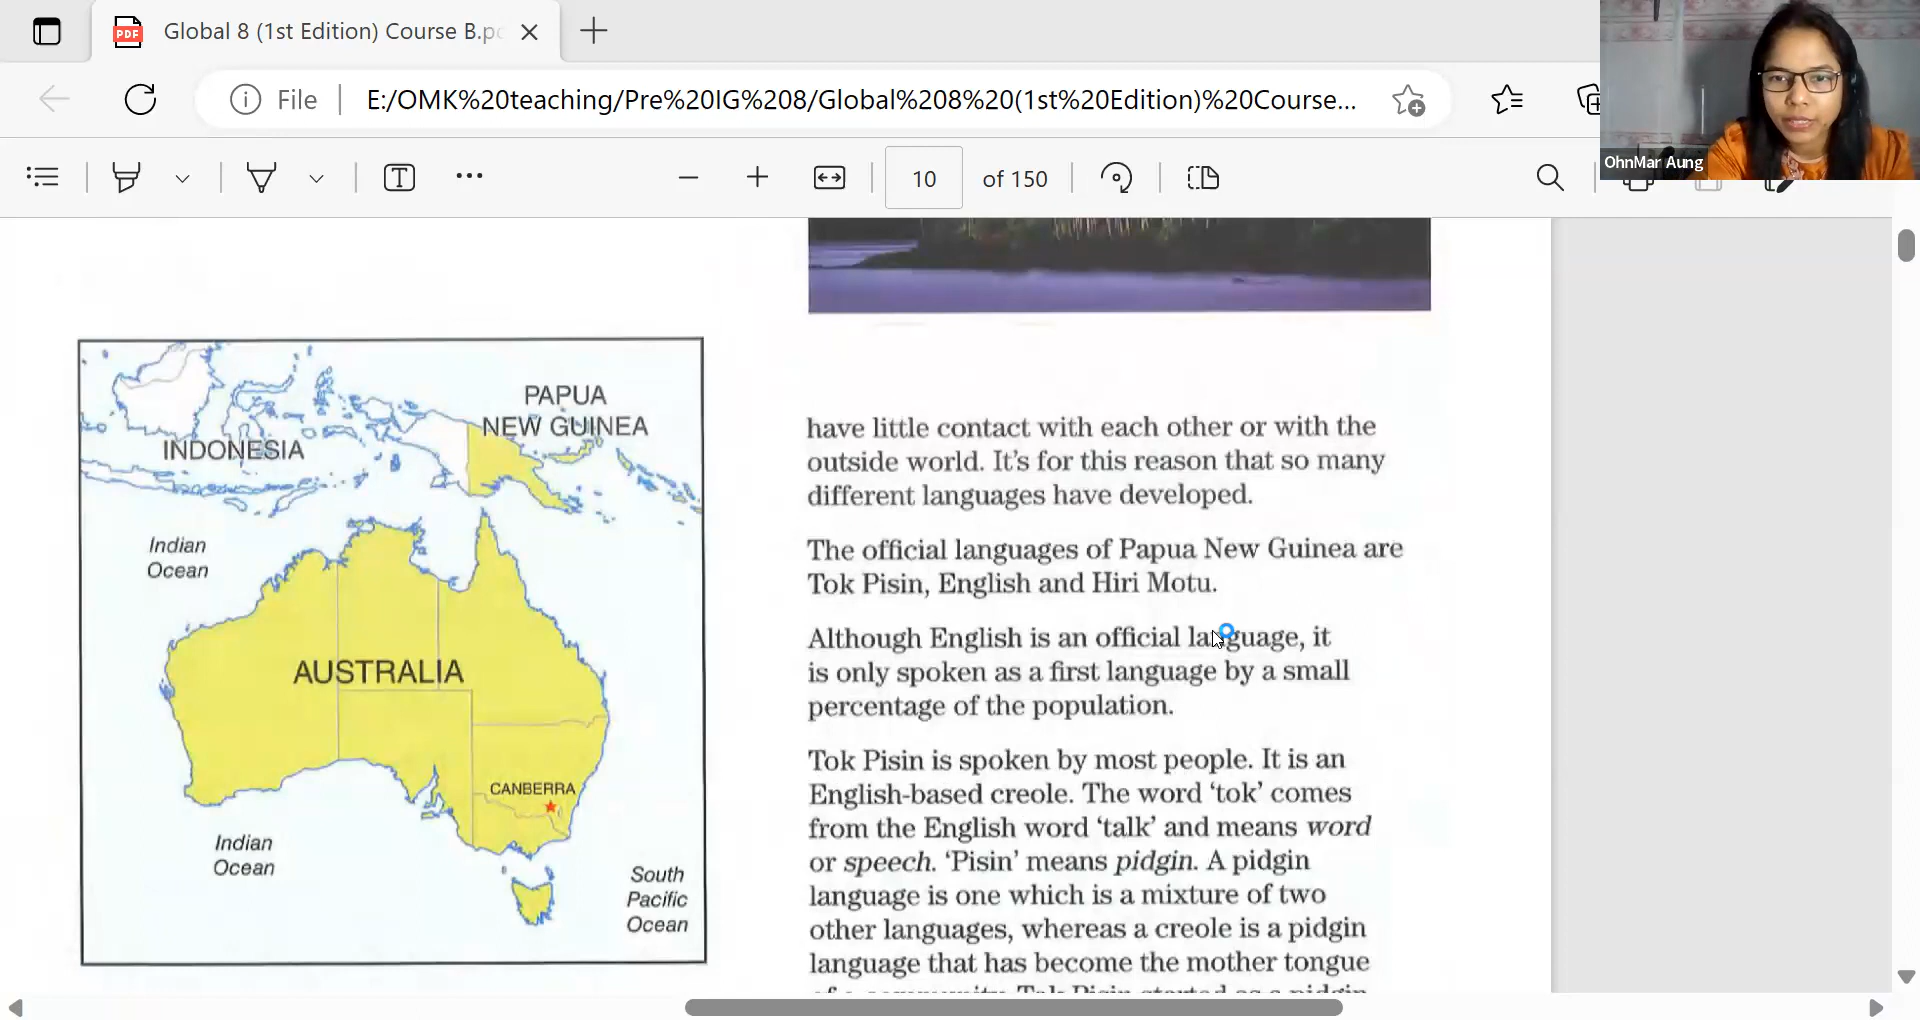 Global 8 (1st Edition) Course B.p
File
E:/OMK%20teaching/Pre%20IG%208/Global%208%20(1st%20Edition)%20Course...
10 of 150
OhnMar Aung
PAPUA
NEW GUINEA
INDONESIA
Indian
Ocean
AUSTRALIA
CANBERRA
Indian
Ocean
South
Pacific
Ocean
have little contact with each other or with the
outside world. It's for this reason that so many
different languages have developed.
The official languages of Papua New Guinea are
Tok Pisin, English and Hiri Motu.
Although English is an official language, it
is only spoken as a first language by a small
percentage of the population.
Tok Pisin is spoken by most people. It is an
English-based creole. The word 'tok' comes
from the English word 'talk' and means word
or speech. 'Pisin' means pidgin. A pidgin
language is one which is a mixture of two
other languages, whereas a creole is a pidgin
language that has become the mother tongue